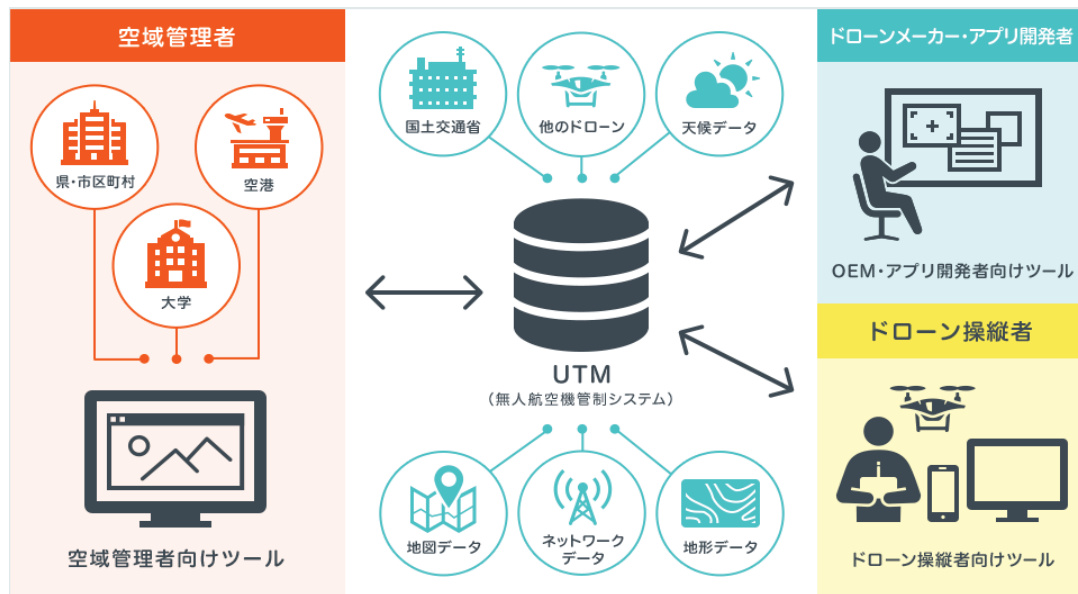 空域管理者
県・市区町村
空港
大学
空域管理者向けツール
国土交通省
他のドローン
天候データ
UTM
（無人航空機管制システム）
地図データ
ネットワーク
データ
地形データ
ドローンメーカー・アプリ開発者
OEM・アプリ開発者向けツール
ドローン操縦者
ドローン操縦者向けツール